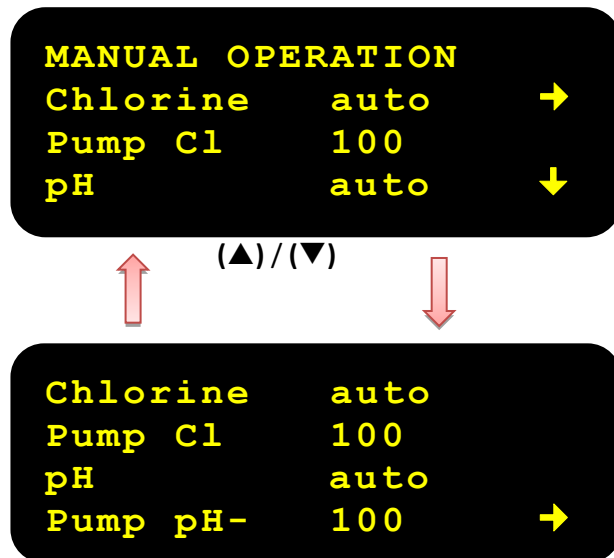 MANUAL OPERATION
Chlorine auto →
Pump Cl 100
pH auto ↓
(▲)/(▼)
Chlorine auto
Pump Cl 100
pH auto
Pump pH- 100 →